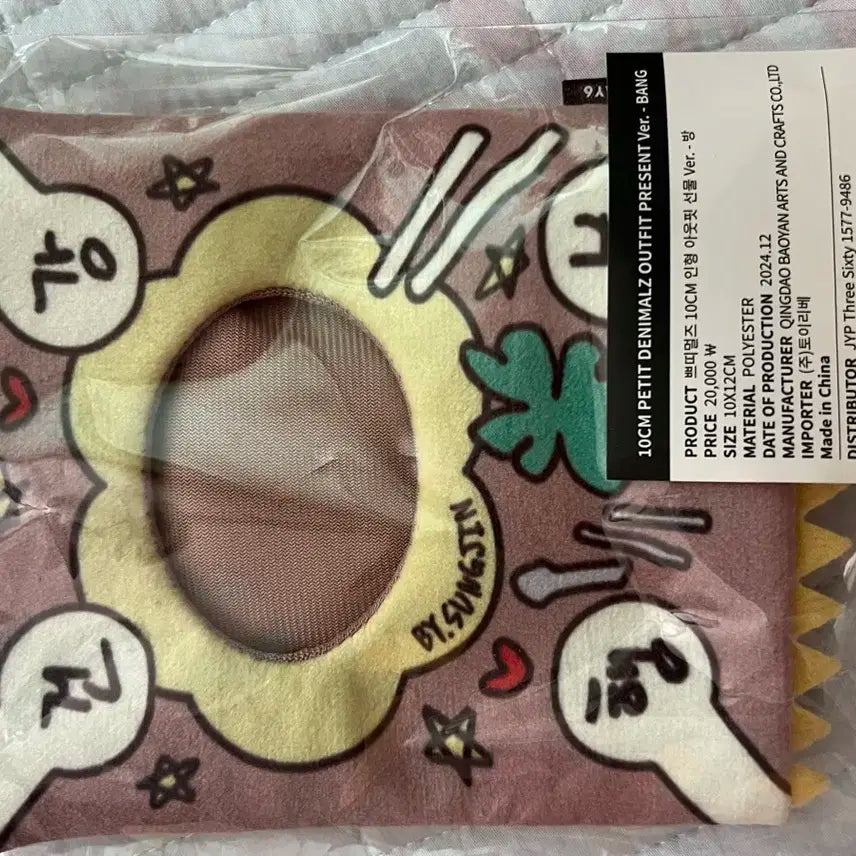 10CM PETIT DENIMALZ OUTFIT PRESENT Ver. - BANG
PRODUCT 쁘띠멀즈 10CM 인형 아웃핏 선물 Ver. - 방
PRICE 20,000 ₩
SIZE 10X12CM
MATERIAL POLYESTER
DATE OF PRODUCTION 2024.12
MANUFACTURER QINGDAO BAOYAN ARTS AND CRAFTS CO.,LTD
IMPORTER (주)토이리베
Made in China
DISTRIBUTOR JYP Three Sixty 1577-9486
AY6
BY. SUNGJIN